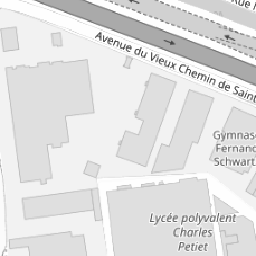 Avenue du Vieux Chemin de Saint
Gymnase
Fernand
Schwart
Lycée polyvalent
Charles
Petiet